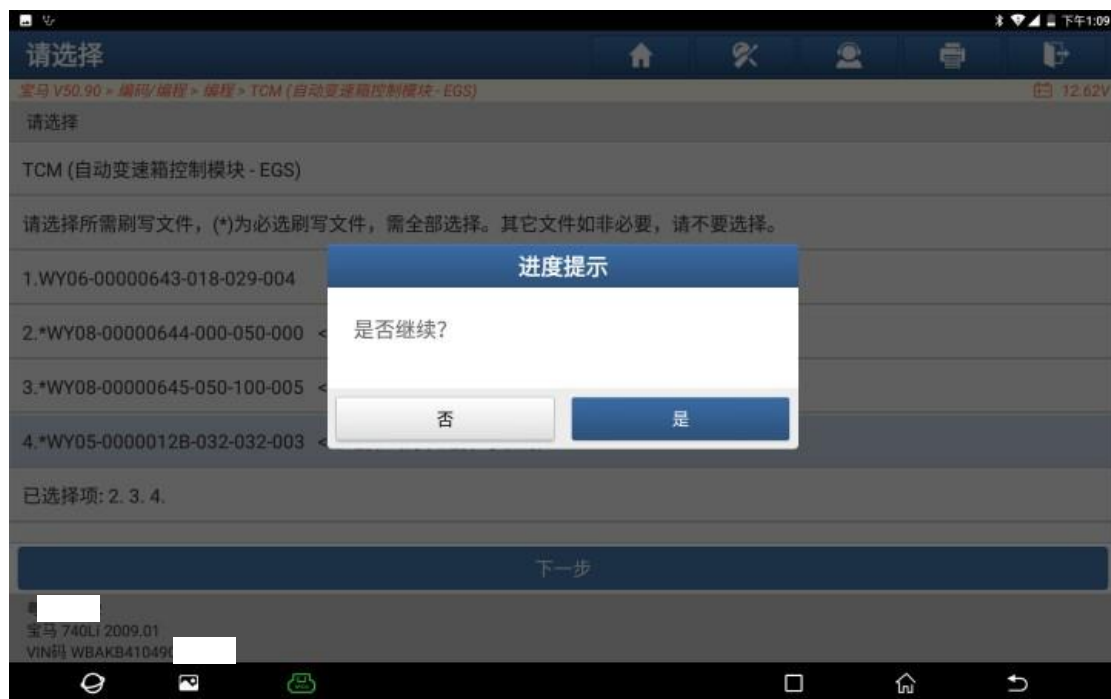 下午1:09
请选择
宝马 V50.90 > 编码/编程 > 编程 > TCM (自动变速箱控制模块 - EGS)
12.62V
请选择
TCM (自动变速箱控制模块 - EGS)
请选择所需刷写文件，(*)为必选刷写文件，需全部选择。其它文件如非必要，请不要选择。
进度提示
1.WY06-00000643-018-029-004
是否继续？
2.*WY08-00000644-000-050-000 <
3.*WY08-00000645-050-100-005 <
否
是
4.*WY05-0000012B-032-032-003 <
已选择项: 2. 3. 4.
下一步
宝马 740Li 2009.01
VIN码 WBAKB410490